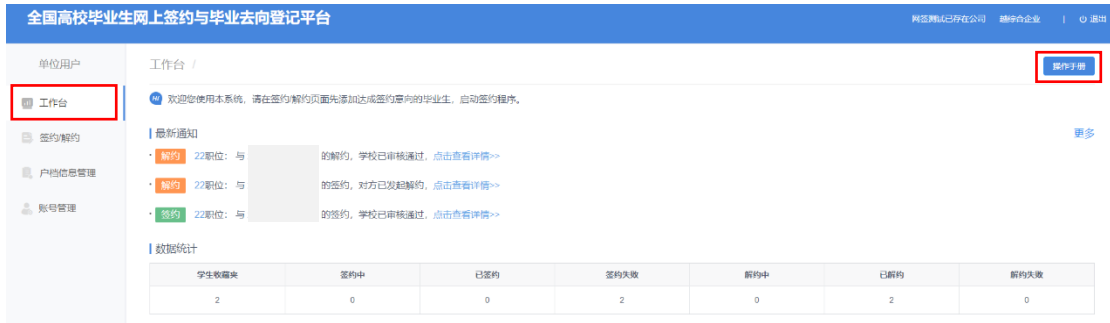 全国高校毕业生网上签约与毕业去向登记平台
网签测试已存在公司 越综合企业 | 退出
单位用户
工作台 /
操作手册
工作台
欢迎您使用本系统，请在签约/解约页面先添加达成签约意向的毕业生，启动签约程序。
签约/解约
最新通知 更多
解约 22职位：与 的解约，学校已审核通过，点击查看详情>>
户档信息管理
解约 22职位：与 的签约，对方已发起解约，点击查看详情>>
账号管理
签约 22职位：与 的签约，学校已审核通过，点击查看详情>>
数据统计
学生收藏夹 签约中 已签约 签约失败 解约中 已解约 解约失败
2 0 0 2 0 2 0